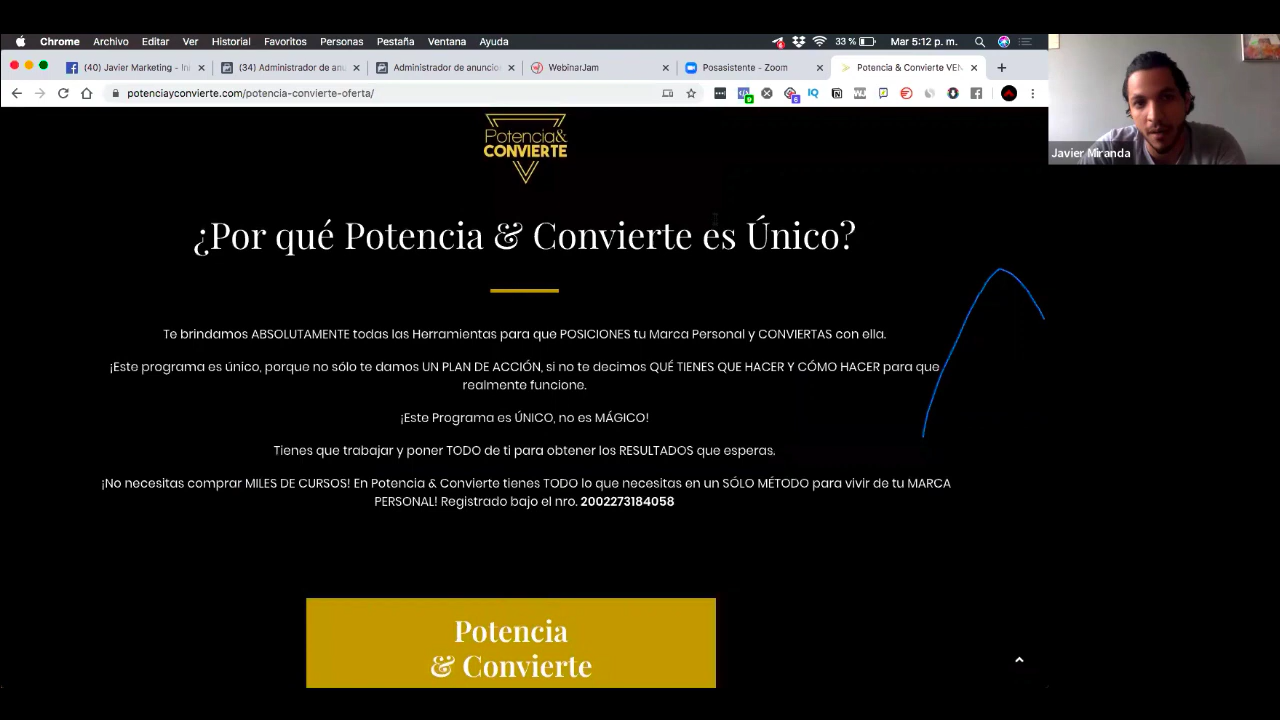 Chrome Archivo Editar Ver Historial Favoritos Personas Pestaña Ventana Ayuda 33 % Mar 5:12 p. m.
(40) Javier Marketing - Ini (34) Administrador de anu Administrador de anuncio WebinarJam Posasistente - Zoom Potencia & Convierte VEN
potenciayconvierte.com/potencia-convierte-oferta/
Javier Miranda
Potencia&
CONVIERTE
¿Por qué Potencia & Convierte es Único?
Te brindamos ABSOLUTAMENTE todas las Herramientas para que POSICIONES tu Marca Personal y CONVIERTAS con ella.
¡Este programa es único, porque no sólo te damos UN PLAN DE ACCIÓN, si no te decimos QUÉ TIENES QUE HACER Y CÓMO HACER para que
realmente funcione.
¡Este Programa es ÚNICO, no es MÁGICO!
Tienes que trabajar y poner TODO de ti para obtener los RESULTADOS que esperas.
¡No necesitas comprar MILES DE CURSOS! En Potencia & Convierte tienes TODO lo que necesitas en un SÓLO MÉTODO para vivir de tu MARCA
PERSONAL! Registrado bajo el nro. 2002273184058
Potencia
& Convierte